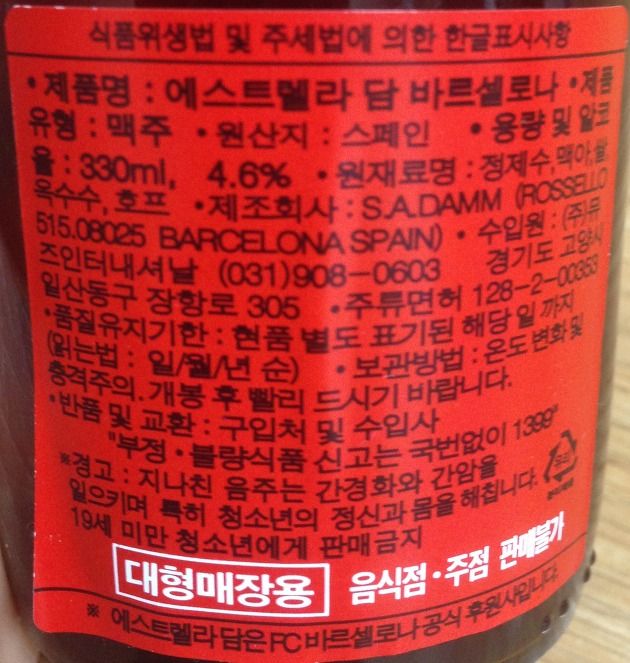 식품위생법 및 주세법에 의한 한글표시사항
•제품명 : 에스트렐라 담 바르셀로나 •제품
유형 : 맥주 •원산지 : 스페인 •용량 및 알코
올 : 330ml, 4.6% •원재료명 : 정제수, 맥아, 쌀,
옥수수, 호프 •제조회사 : S.A.DAMM (ROSSELLO
515.08025 BARCELONA SPAIN) • 수입원 : (주)뮤
즈인터내셔날 (031)908-0603 경기도 고양시
일산동구 장항로 305 •주류면허 128-2-00353
•품질유지기한 : 현품 별도 표기된 해당 일 까지
(읽는법 : 일/월/년 순) •보관방법 : 온도 변화 및
충격주의. 개봉 후 빨리 드시기 바랍니다.
•반품 및 교환 : 구입처 및 수입사
"부정•불량식품 신고는 국번없이 1399"
※경고 : 지나친 음주는 간경화와 간암을
일으키며 특히 청소년의 정신과 몸을 해칩니다.
19세 미만 청소년에게 판매금지
유리
대형매장용 음식점•주점 판매불가
※ 에스트렐라 담은 FC 바르셀로나 공식 후원사입니다.